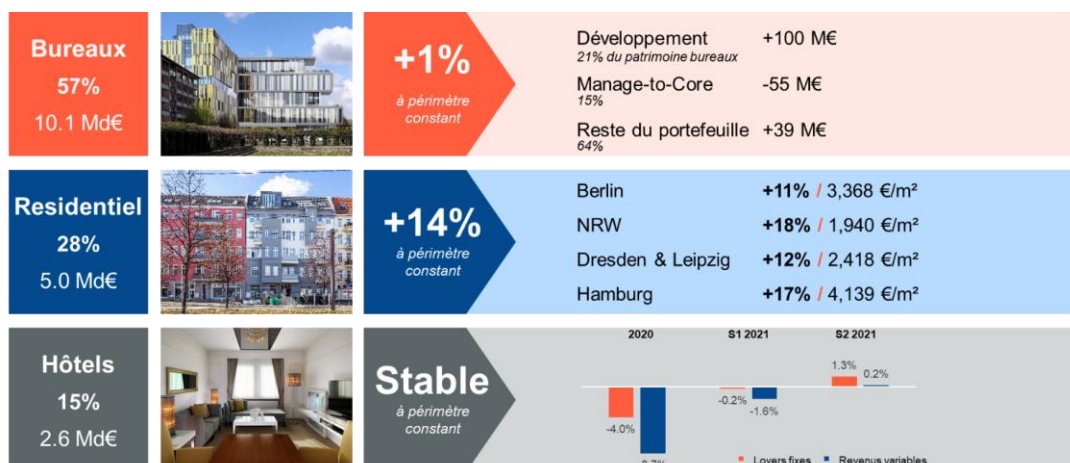 Bureaux
57%
10.1 Md€
+1%
à périmètre
constant
Développement +100 M€
21% du patrimoine bureaux
Manage-to-Core -55 M€
15%
Reste du portefeuille +39 M€
64%
Residentiel
28%
5.0 Md€
+14%
à périmètre
constant
Berlin +11% / 3,368 €/m²
NRW +18% / 1,940 €/m²
Dresden & Leipzig +12% / 2,418 €/m²
Hamburg +17% / 4,139 €/m²
Hôtels
15%
2.6 Md€
Stable
à périmètre
constant
2020 S1 2021 S2 2021
1.3% 0.2%
-0.2% -1.6%
-4.0%
Loyers fixes Revenus variables